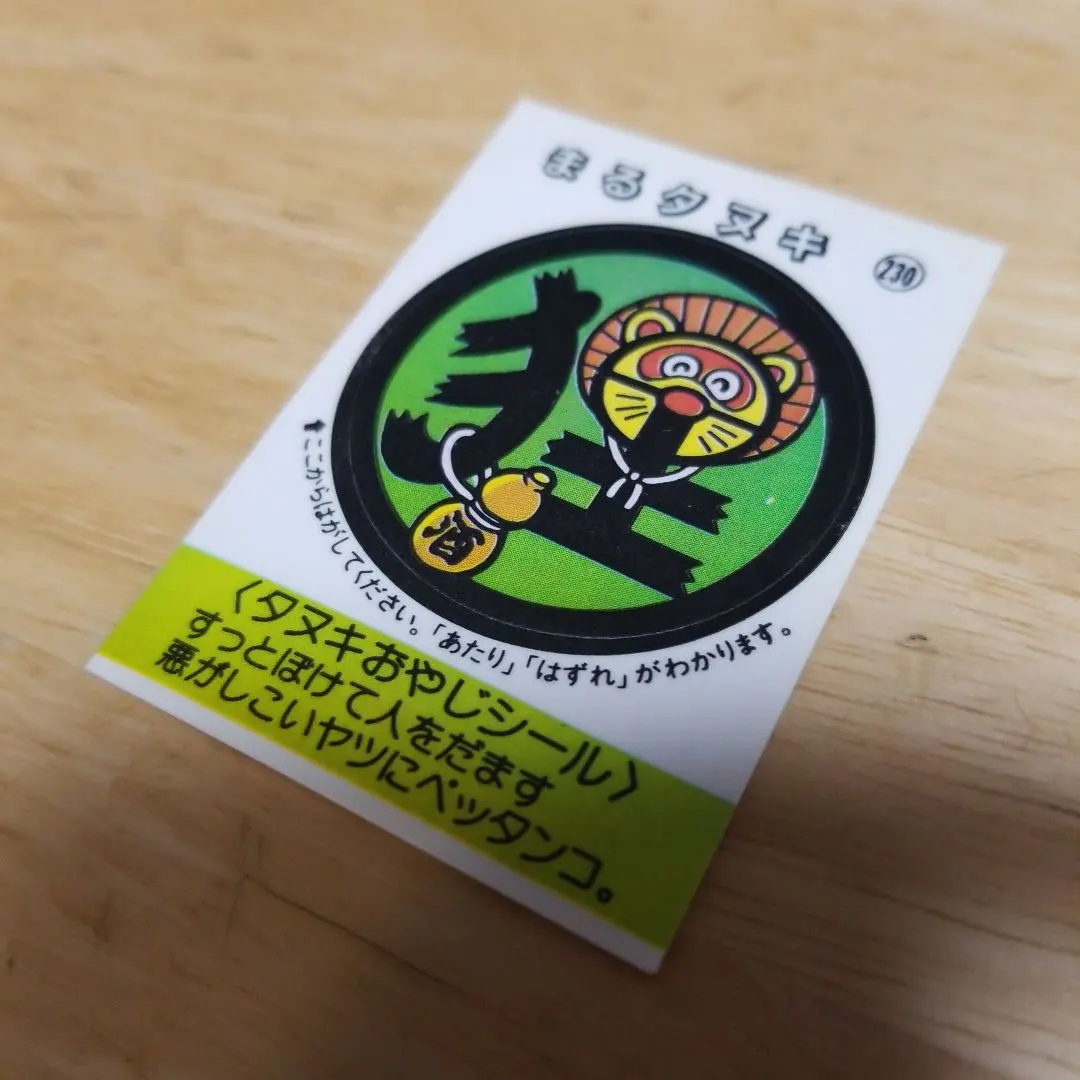 まるタヌキ
230
狸
酒
↑ここからはがしてください。「あたり」「はずれ」がわかります。
〈タヌキおやじシール〉
すっとぼけて人をだます
悪がしこいヤツにペッタンコ。